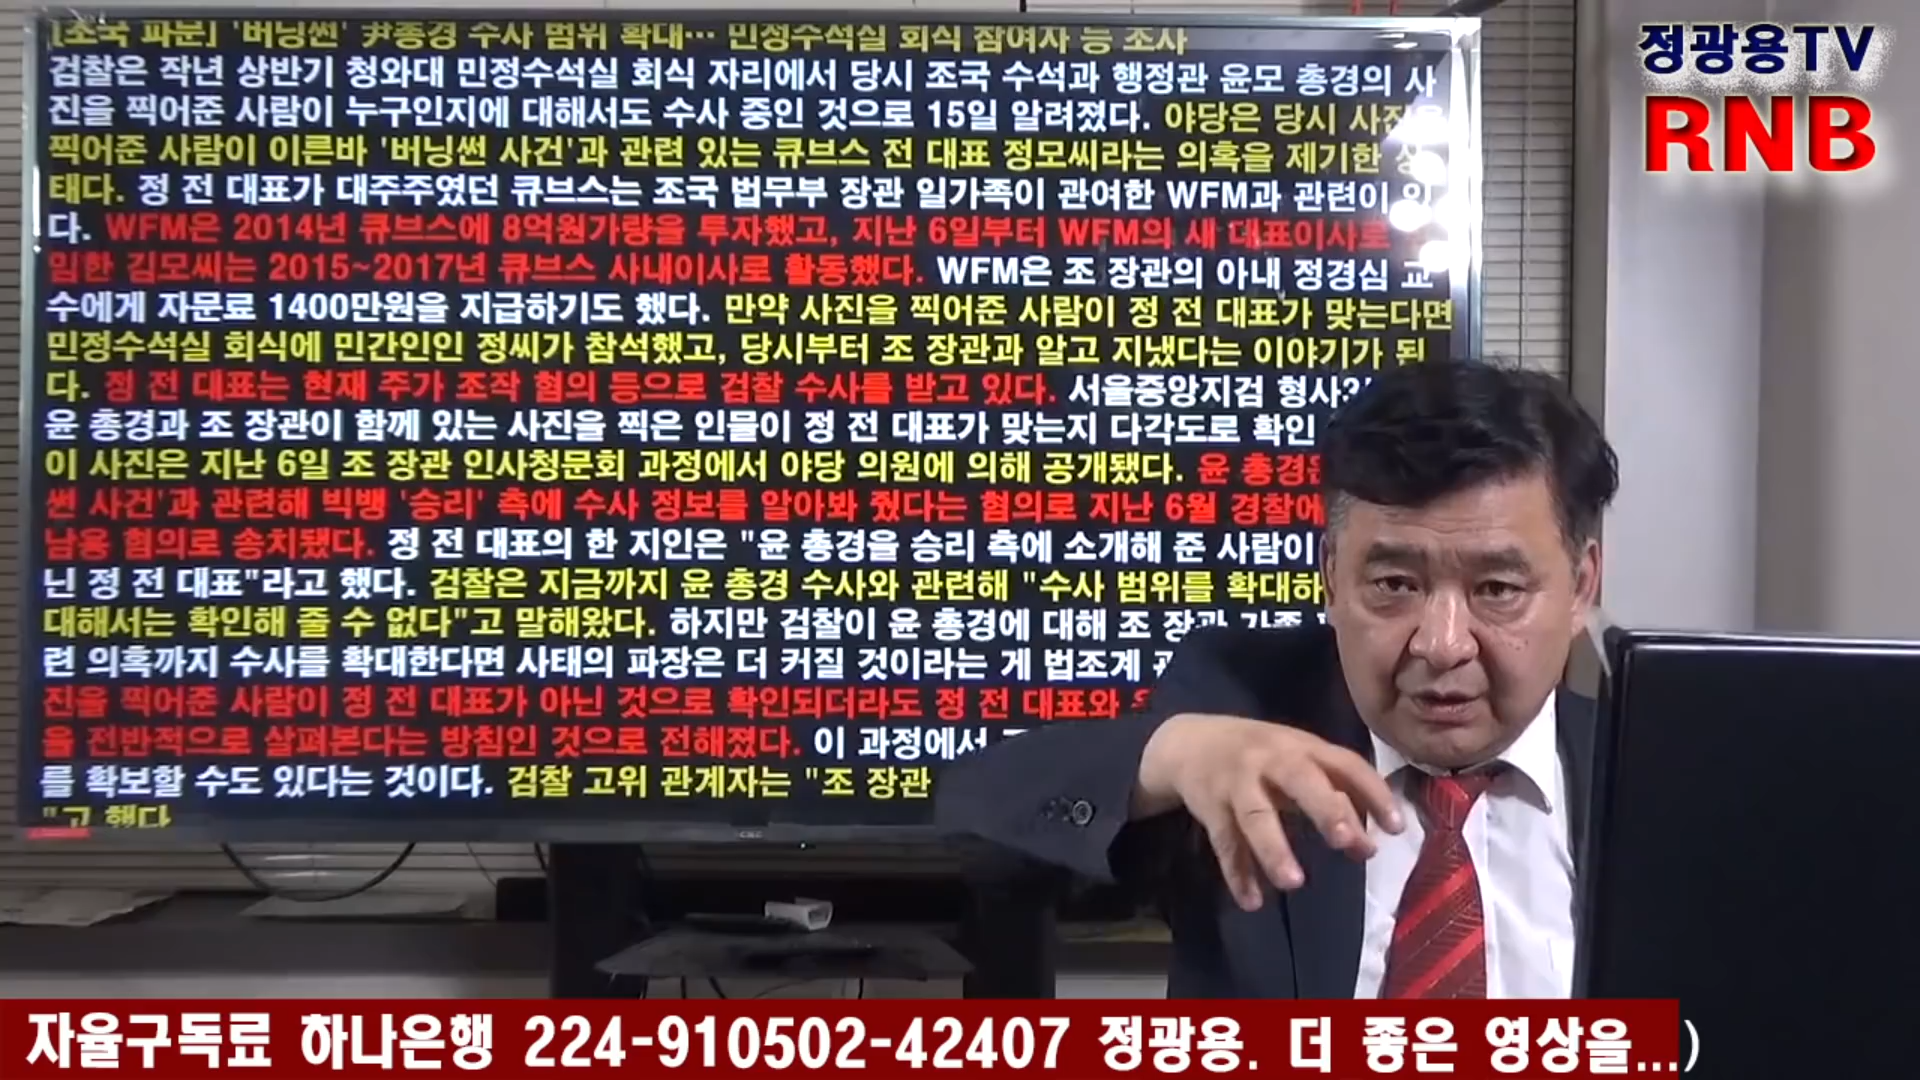 [조국 파문] '버닝썬' 尹총경 수사 범위 확대… 민정수석실 회식 참여자 등 조사
검찰은 작년 상반기 청와대 민정수석실 회식 자리에서 당시 조국 수석과 행정관 윤모 총경의 사
진을 찍어준 사람이 누구인지에 대해서도 수사 중인 것으로 15일 알려졌다. 야당은 당시 사진을
찍어준 사람이 이른바 '버닝썬 사건'과 관련 있는 큐브스 전 대표 정모씨라는 의혹을 제기한 상
태다. 정 전 대표가 대주주였던 큐브스는 조국 법무부 장관 일가족이 관여한 WFM과 관련이 있
다. WFM은 2014년 큐브스에 8억원가량을 투자했고, 지난 6일부터 WFM의 새 대표이사로
임한 김모씨는 2015~2017년 큐브스 사내이사로 활동했다. WFM은 조 장관의 아내 정경심 교
수에게 자문료 1400만원을 지급하기도 했다. 만약 사진을 찍어준 사람이 정 전 대표가 맞는다면
민정수석실 회식에 민간인인 정씨가 참석했고, 당시부터 조 장관과 알고 지냈다는 이야기가 된
다. 정 전 대표는 현재 주가 조작 혐의 등으로 검찰 수사를 받고 있다. 서울중앙지검
윤 총경과 조 장관이 함께 있는 사진을 찍은 인물이 정 전 대표가 맞는지 다각도로 확인
이 사진은 지난 6일 조 장관 인사청문회 과정에서 야당 의원에 의해 공개됐다. 윤 총경은
썬 사건'과 관련해 빅뱅 '승리' 측에 수사 정보를 알아봐 줬다는 혐의로 지난 6월 경찰에
남용 혐의로 송치됐다. 정 전 대표의 한 지인은 "윤 총경을 승리 측에 소개해 준 사람이
닌 정 전 대표"라고 했다. 검찰은 지금까지 윤 총경 수사와 관련해 "수사 범위를 확대하
대해서는 확인해 줄 수 없다"고 말해왔다. 하지만 검찰이 윤 총경에 대해 조 장관 가족
련 의혹까지 수사를 확대한다면 사태의 파장은 더 커질 것이라는 게 법조계
진을 찍어준 사람이 정 전 대표가 아닌 것으로 확인되더라도 정 전 대표와
을 전반적으로 살펴본다는 방침인 것으로 전해졌다. 이 과정에서
를 확보할 수도 있다는 것이다. 검찰 고위 관계자는 "조 장관
"고 했다
정광용TV
RNB
자율구독료 하나은행 224-910502-42407 정광용. 더 좋은 영상을...)